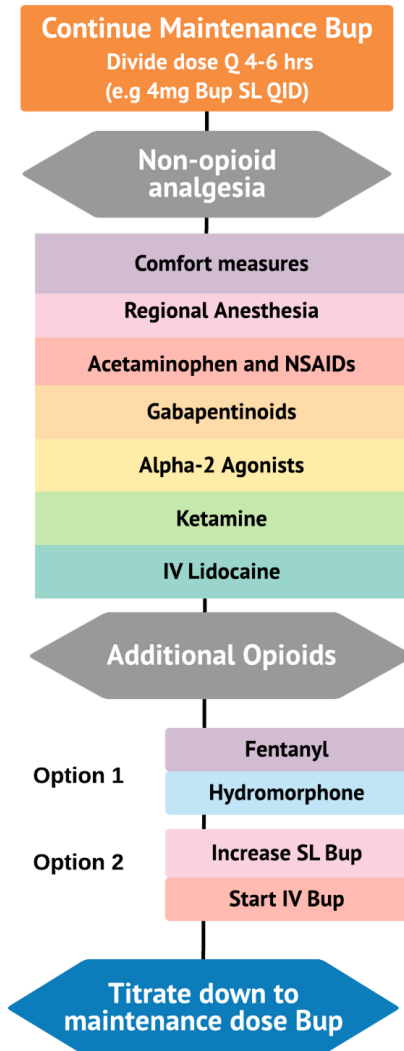 Continue Maintenance Bup
Divide dose Q 4-6 hrs
(e.g 4mg Bup SL QID)
Non-opioid
analgesia
Comfort measures
Regional Anesthesia
Acetaminophen and NSAIDs
Gabapentinoids
Alpha-2 Agonists
Ketamine
IV Lidocaine
Additional Opioids
Option 1
Fentanyl
Hydromorphone
Option 2
Increase SL Bup
Start IV Bup
Titrate down to
maintenance dose Bup